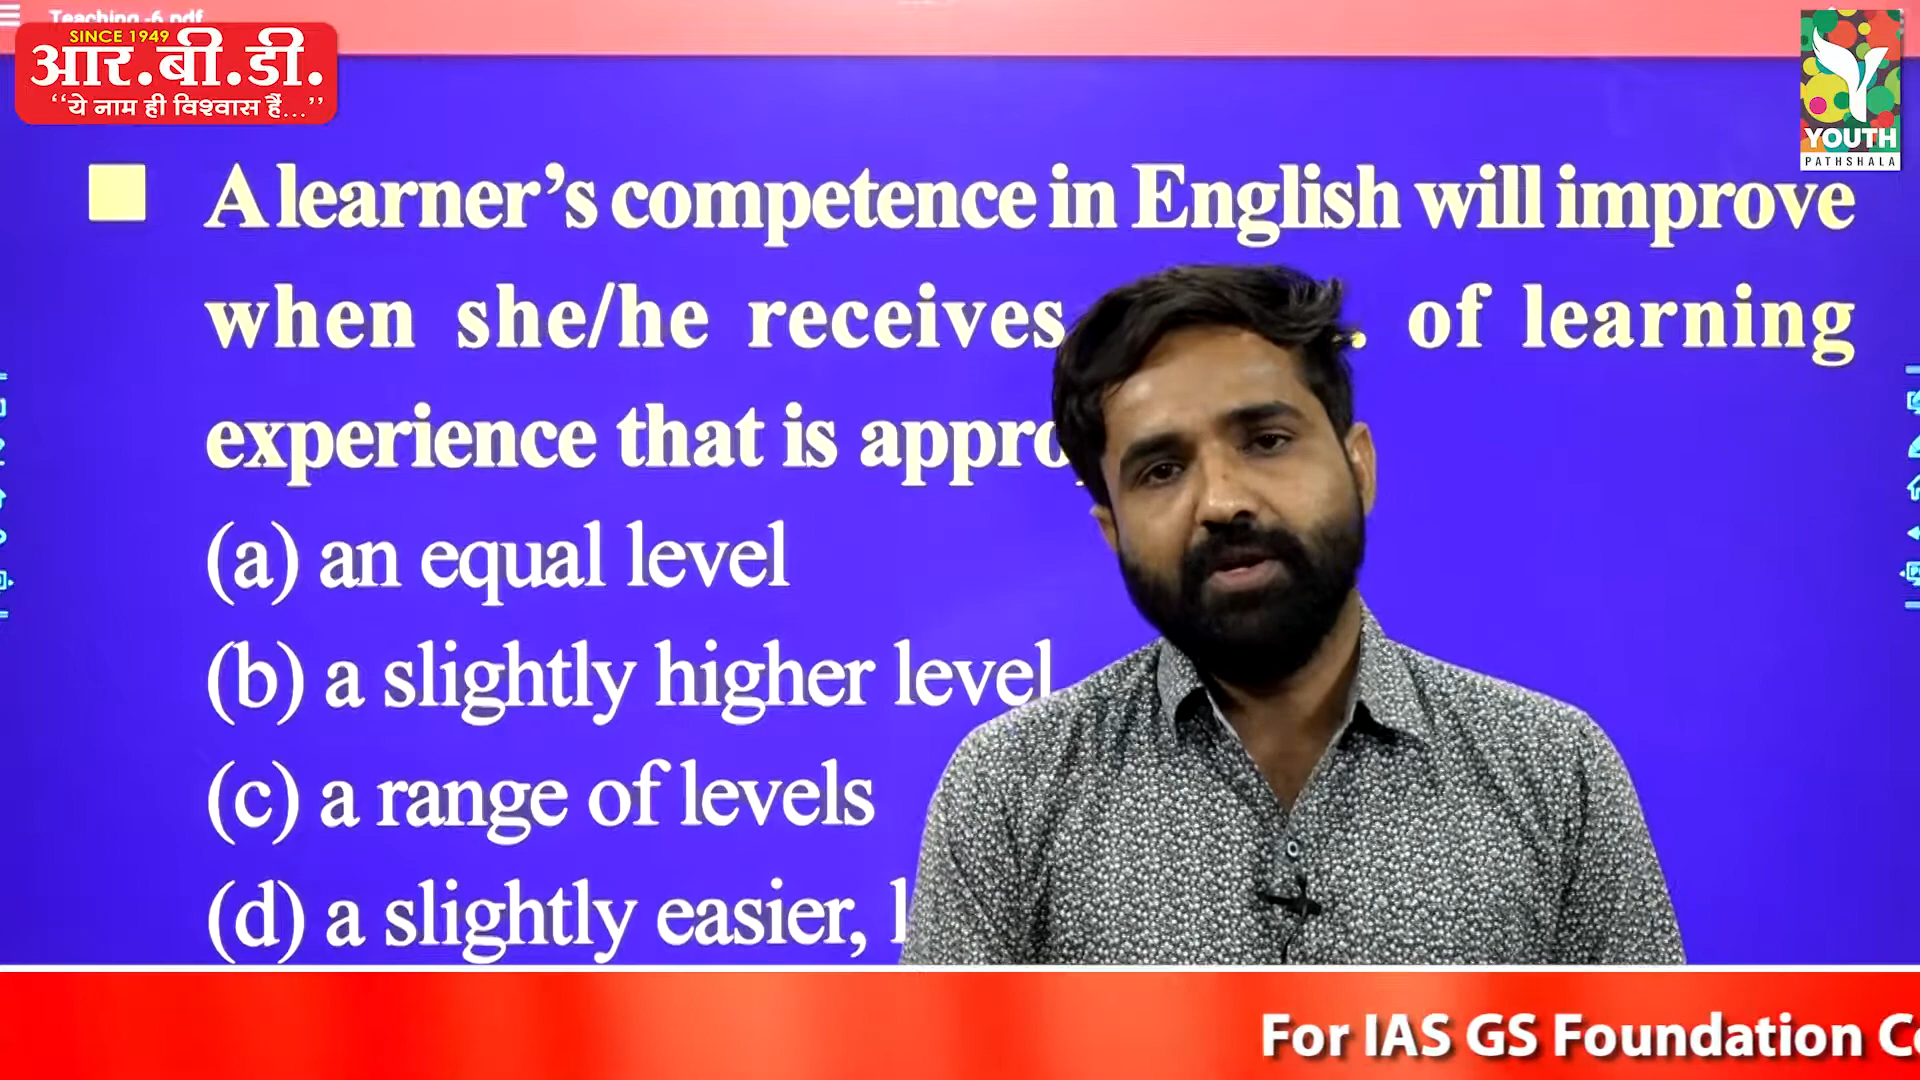 Teaching -6.pdf
SINCE 1949
आर.बी.डी.
“ये नाम ही विश्वास हैं...”
YOUTH
PATHSHALA
A learner’s competence in English will improve
when she/he receives . of learning
experience that is
(a) an equal level
(b) a slightly higher level
(c) a range of levels
(d) a slightly easier,
For IAS GS Foundation